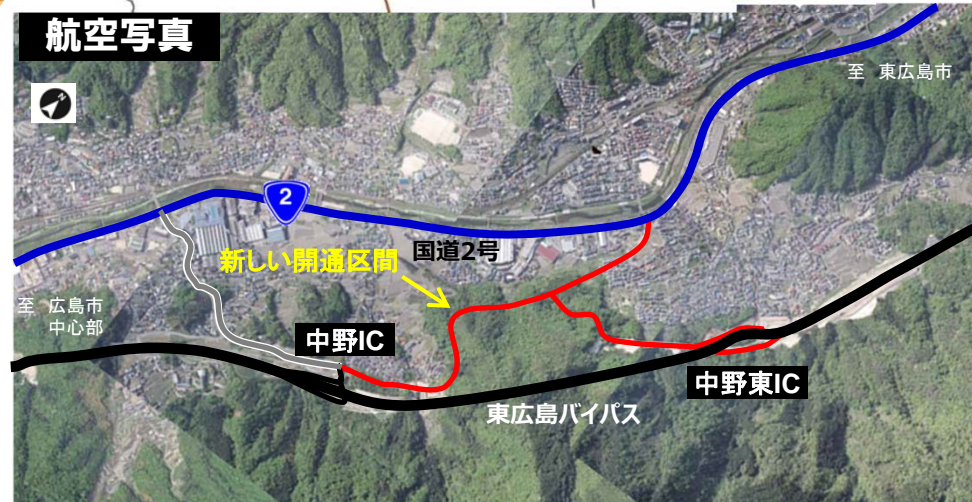 航空写真
N
至 東広島市
2
国道2号
新しい開通区間
至 広島市
中心部
中野IC
中野東IC
東広島バイパス